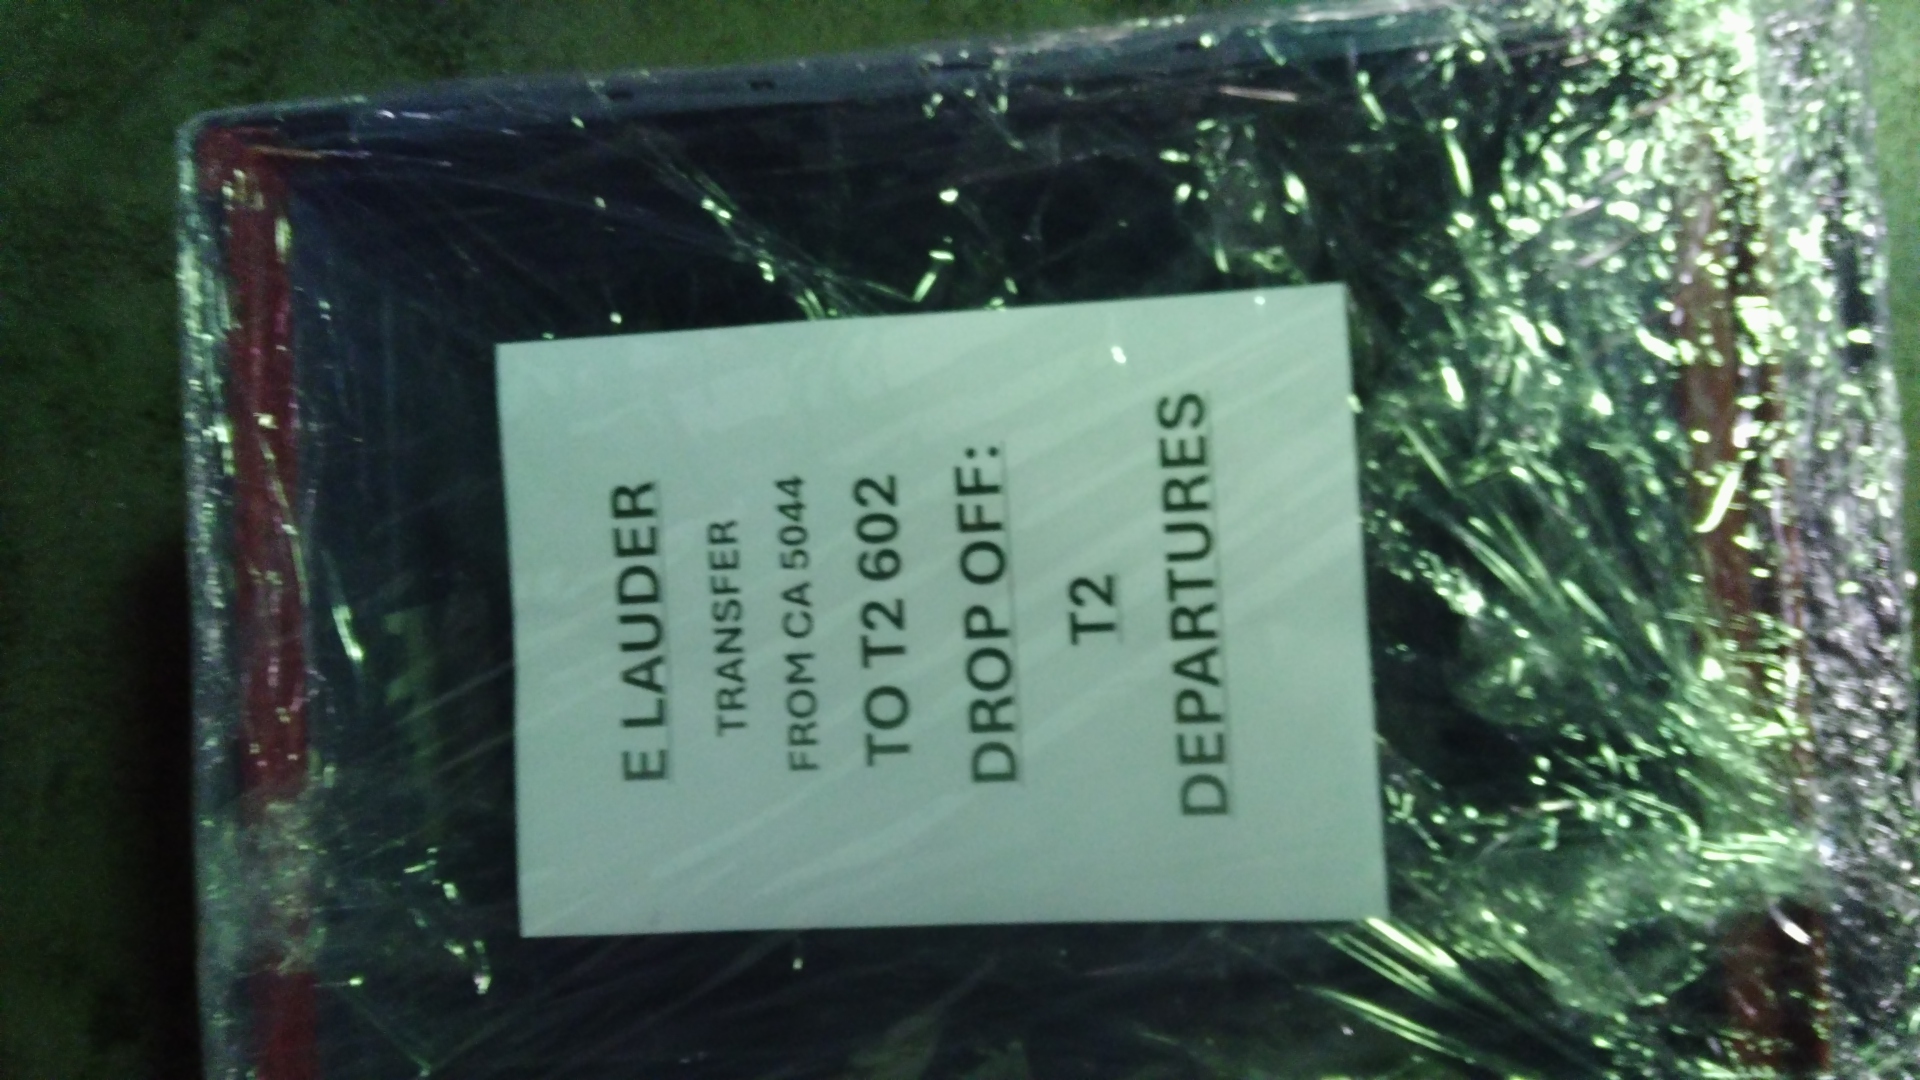 E LAUDER
TRANSFER
FROM CA 5044
TO T2 602
DROP OFF:
T2
DEPARTURES